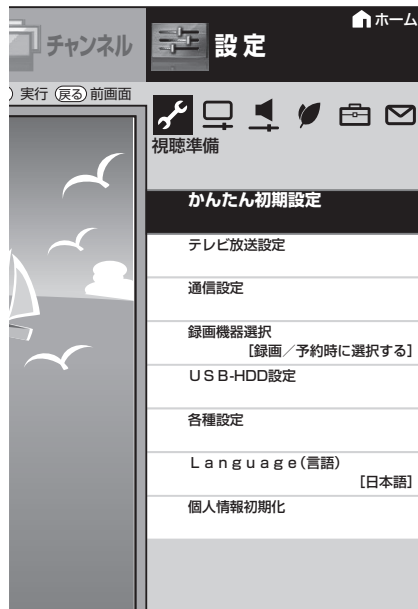 チャンネル
設定
ホーム
実行 戻る 前画面
視聴準備
かんたん初期設定
テレビ放送設定
通信設定
録画機器選択
[録画／予約時に選択する]
ＵＳＢ-HDD設定
各種設定
Ｌａｎｇｕａｇｅ(言語)
[日本語]
個人情報初期化